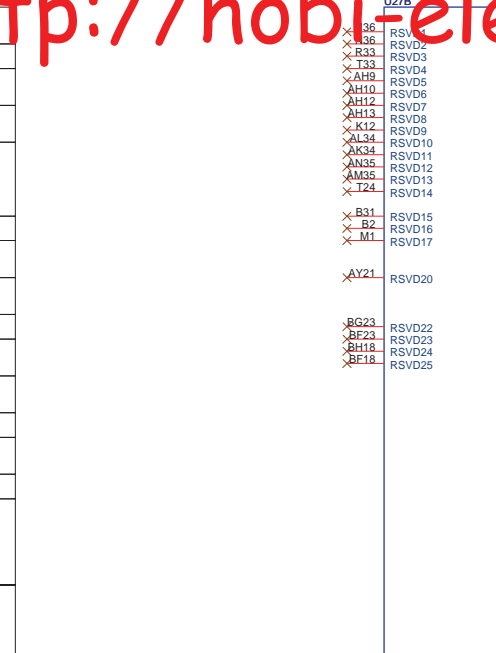 U27B
tp://hobi-ele
36 RSVD1
36 RSVD2
R33 RSVD3
T33 RSVD4
AH9 RSVD5
AH10 RSVD6
AH12 RSVD7
AH13 RSVD8
K12 RSVD9
AL34 RSVD10
AK34 RSVD11
AN35 RSVD12
AM35 RSVD13
T24 RSVD14
B31 RSVD15
B2 RSVD16
M1 RSVD17
AY21 RSVD20
BG23 RSVD22
BF23 RSVD23
BH18 RSVD24
BF18 RSVD25